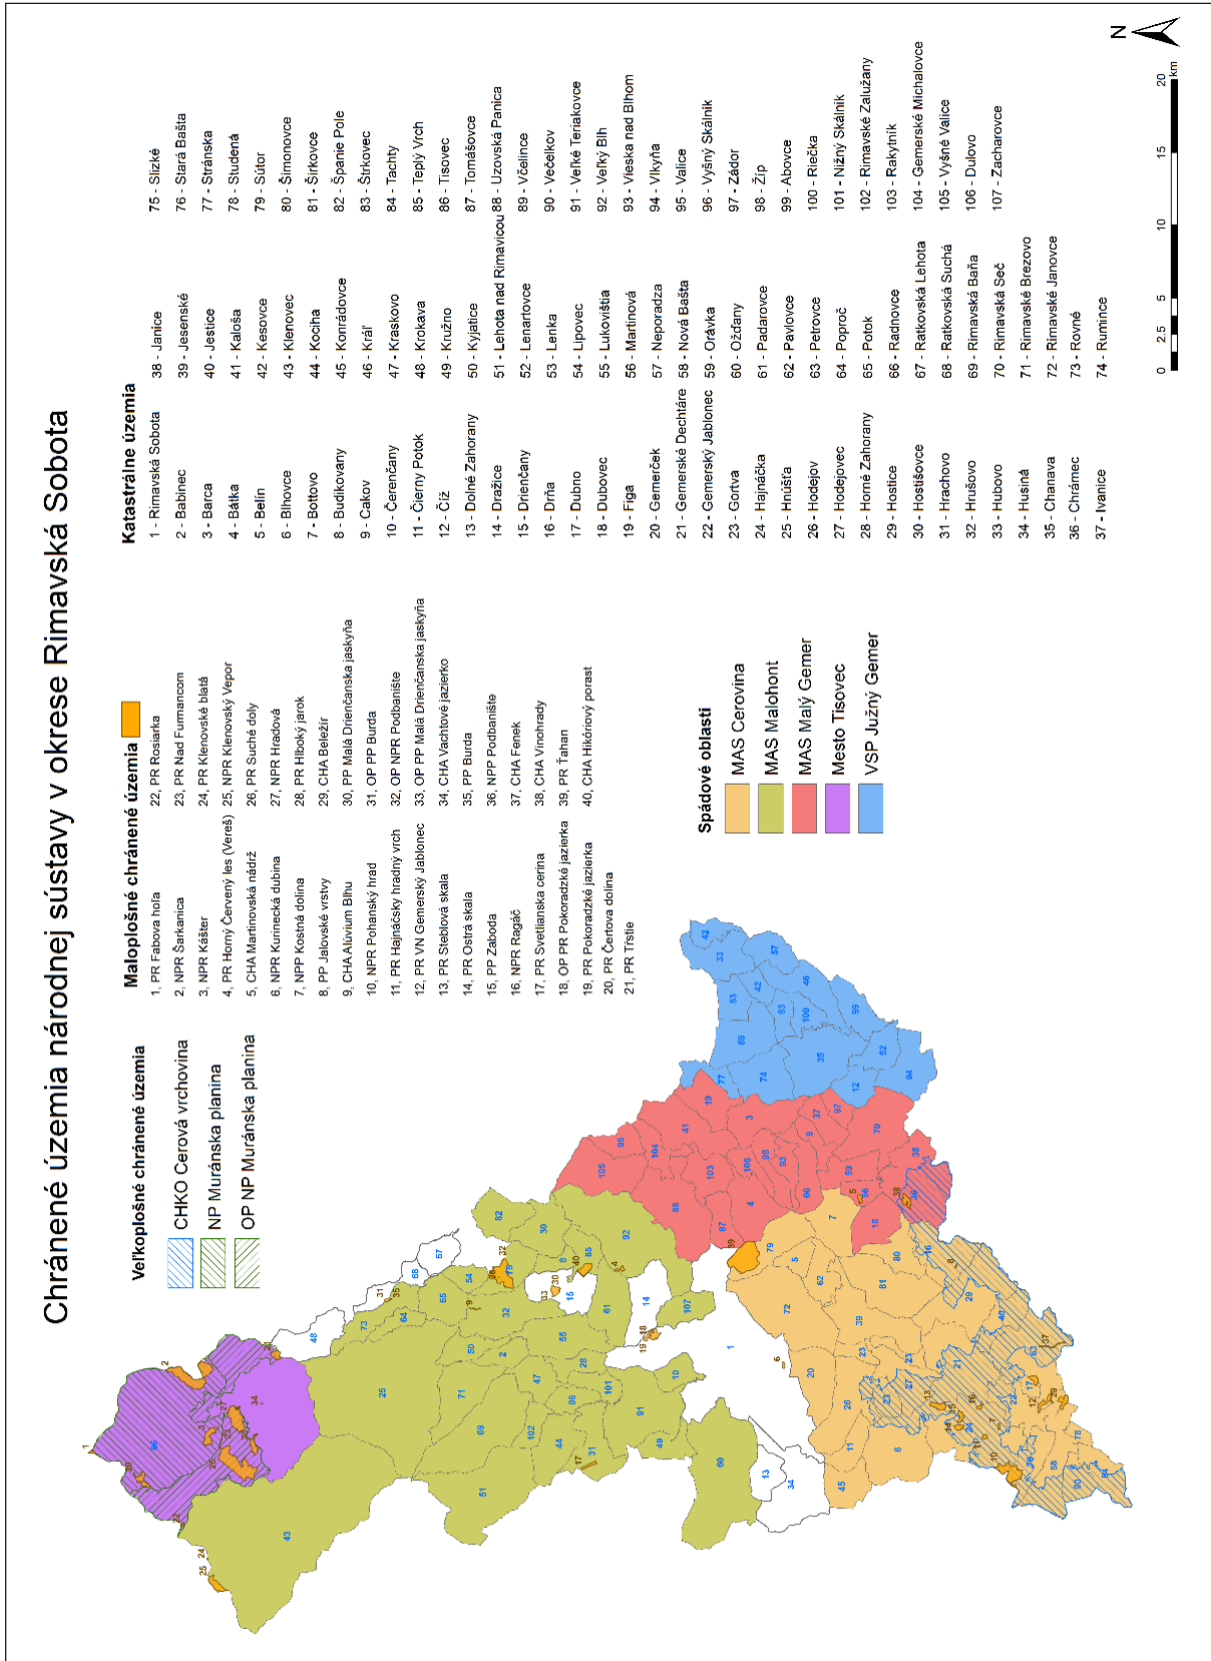 Chránené územia národnej sústavy v okrese Rimavská Sobota
Veľkoplošné chránené územia
CHKO Cerová vrchovina
NP Muránska planina
OP NP Muránska planina
Maloplošné chránené územia
1, PR Fabova hoľa
2, NPR Šarkanica
3, NPR Kášter
4, PR Horný Červený les (Vereš)
5, CHA Martinovská nádrž
6, NPR Kurinecká dubina
7, NPP Kostná dolina
8, PP Jalovské vrstvy
9, CHA Alúvium Blhu
10, NPR Pohanský hrad
11, PR Hajnáčsky hradný vrch
12, PR VN Gemerský Jablonec
13, PR Steblová skala
14, PR Ostrá skala
15, PP Zaboda
16, NPR Ragáč
17, PR Svetlianska cerina
18, OP PR Pokoradzké jazierka
19, PR Pokoradzké jazierka
20, PR Čertova dolina
21, PR Tŕstie
22, PR Rosiarka
23, PR Nad Furmancom
24, PR Klenovské blatá
25, NPR Klenovský Vepor
26, PR Suché doly
27, NPR Hradová
28, PR Hlboký jarok
29, CHA Beležír
30, PP Malá Drienčanska jaskyňa
31, OP PP Burda
32, OP NPR Podbanište
33, OP PP Malá Drienčanska jaskyňa
34, CHA Vachtové jazierko
35, PP Burda
36, NPP Podbanište
37, CHA Fenek
38, CHA Vinohrady
39, PR Ťahan
40, CHA Hikóriový porast
Spádové oblasti
MAS Cerovina
MAS Malohont
MAS Malý Gemer
Mesto Tisovec
VSP Južný Gemer
Katastrálne územia
1 - Rimavská Sobota
2 - Babinec
3 - Barca
4 - Bátka
5 - Belín
6 - Blhovce
7 - Bottovo
8 - Budikovany
9 - Cakov
10 - Čerenčany
11 - Čierny Potok
12 - Číž
13 - Dolné Zahorany
14 - Dražice
15 - Drienčany
16 - Drňa
17 - Dubno
18 - Dubovec
19 - Figa
20 - Gemerček
21 - Gemerské Dechtáre
22 - Gemerský Jablonec
23 - Gortva
24 - Hajnáčka
25 - Hnúšťa
26 - Hodejov
27 - Hodejovec
28 - Horné Zahorany
29 - Hostice
30 - Hostišovce
31 - Hrachovo
32 - Hrušovo
33 - Hubovo
34 - Husiná
35 - Chanava
36 - Chrámec
37 - Ivanice
38 - Janice
39 - Jesenské
40 - Jestice
41 - Kaloša
42 - Kesovce
43 - Klenovec
44 - Kociha
45 - Konrádovce
46 - Kráľ
47 - Kraskovo
48 - Krokava
49 - Kružno
50 - Kyjatice
51 - Lehota nad Rimavicou
52 - Lenartovce
53 - Lenka
54 - Lipovec
55 - Lukovištia
56 - Martinová
57 - Neporadza
58 - Nová Bašta
59 - Orávka
60 - Ožďany
61 - Padarovce
62 - Pavlovce
63 - Petrovce
64 - Poproč
65 - Potok
66 - Radnovce
67 - Ratkovská Lehota
68 - Ratkovská Suchá
69 - Rimavská Baňa
70 - Rimavská Seč
71 - Rimavské Brezovo
72 - Rimavské Janovce
73 - Rovné
74 - Rumince
75 - Slizké
76 - Stará Bašta
77 - Stránska
78 - Studená
79 - Sútor
80 - Šimonovce
81 - Širkovce
82 - Španie Pole
83 - Štrkovec
84 - Tachty
85 - Teplý Vrch
86 - Tisovec
87 - Tomášovce
88 - Uzovská Panica
89 - Včelince
90 - Večelkov
91 - Veľké Teriakovce
92 - Veľký Blh
93 - Vieska nad Blhom
94 - Vlkyňa
95 - Valice
96 - Vyšný Skálnik
97 - Zádor
98 - Žíp
99 - Abovce
100 - Riečka
101 - Nižný Skálnik
102 - Rimavské Zalužany
103 - Rakytník
104 - Gemerské Michalovce
105 - Vyšné Valice
106 - Dulovo
107 - Zacharovce
0 2.5 5 10 15 20
km
N